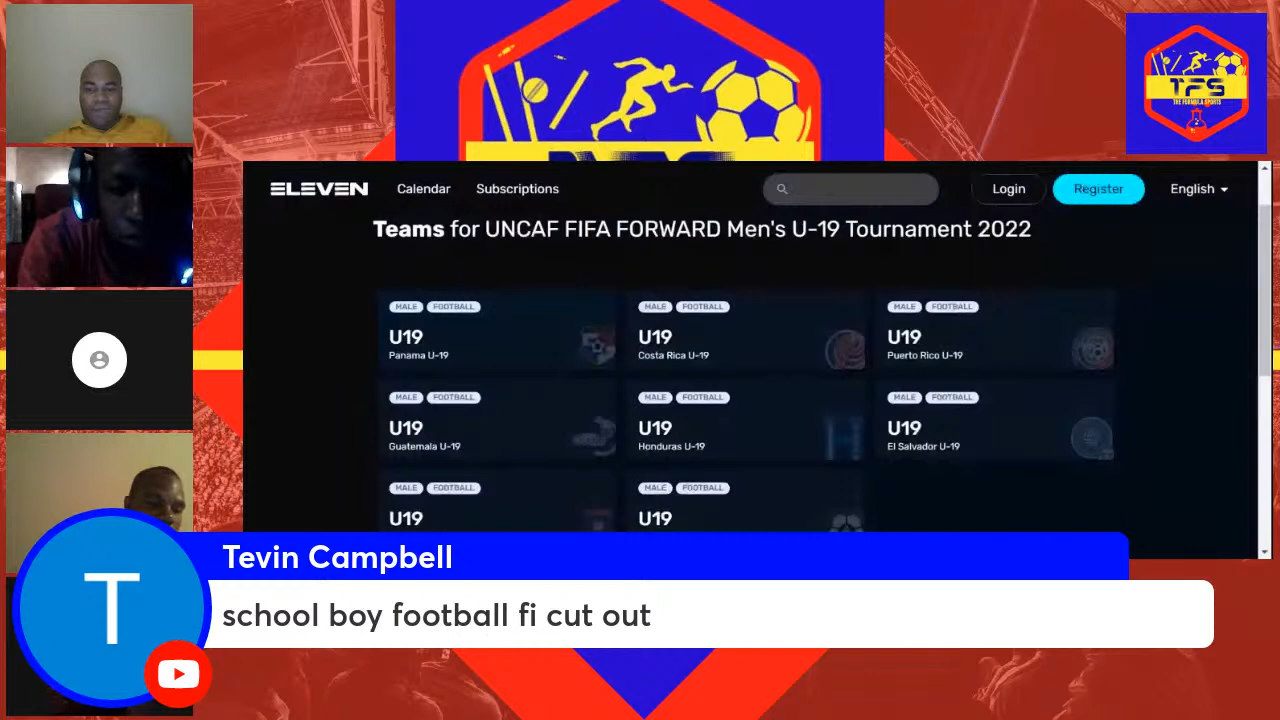 TFS
THE FORMULA SPORTS
ELEVEN Calendar Subscriptions Login Register English
Teams for UNCAF FIFA FORWARD Men's U-19 Tournament 2022
MALE FOOTBALL MALE FOOTBALL MALE FOOTBALL
U19 U19 U19
Panama U-19 Costa Rica U-19 Puerto Rico U-19
MALE FOOTBALL MALE FOOTBALL MALE FOOTBALL
U19 U19 U19
Guatemala U-19 Honduras U-19 El Salvador U-19
MALE FOOTBALL MALE FOOTBALL
U19 U19
T
Tevin Campbell
school boy football fi cut out